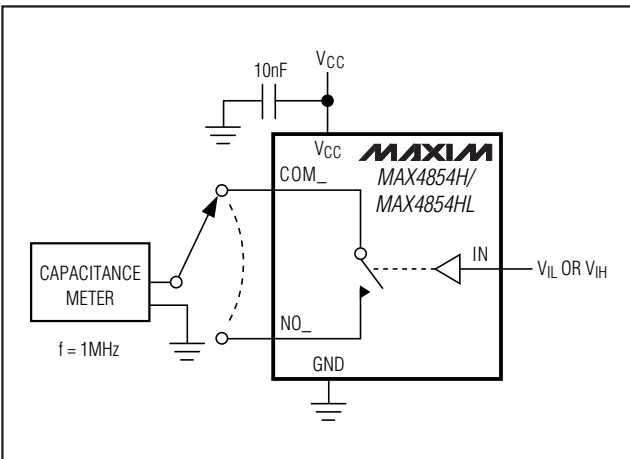 VCC
10nF
VCC
MAXIM
COM_
MAX4854H/
MAX4854HL
IN
VIL OR VIH
CAPACITANCE
METER
NO_
f = 1MHz
GND